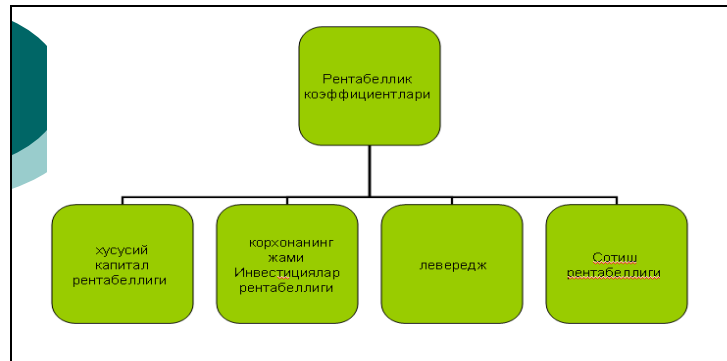 Рентабеллик
коэффициентлари
хусусий
капитал
рентабеллиги
корхонанинг
жами
Инвестициялар
рентабеллиги
левередж
Сотиш
рентабеллиги